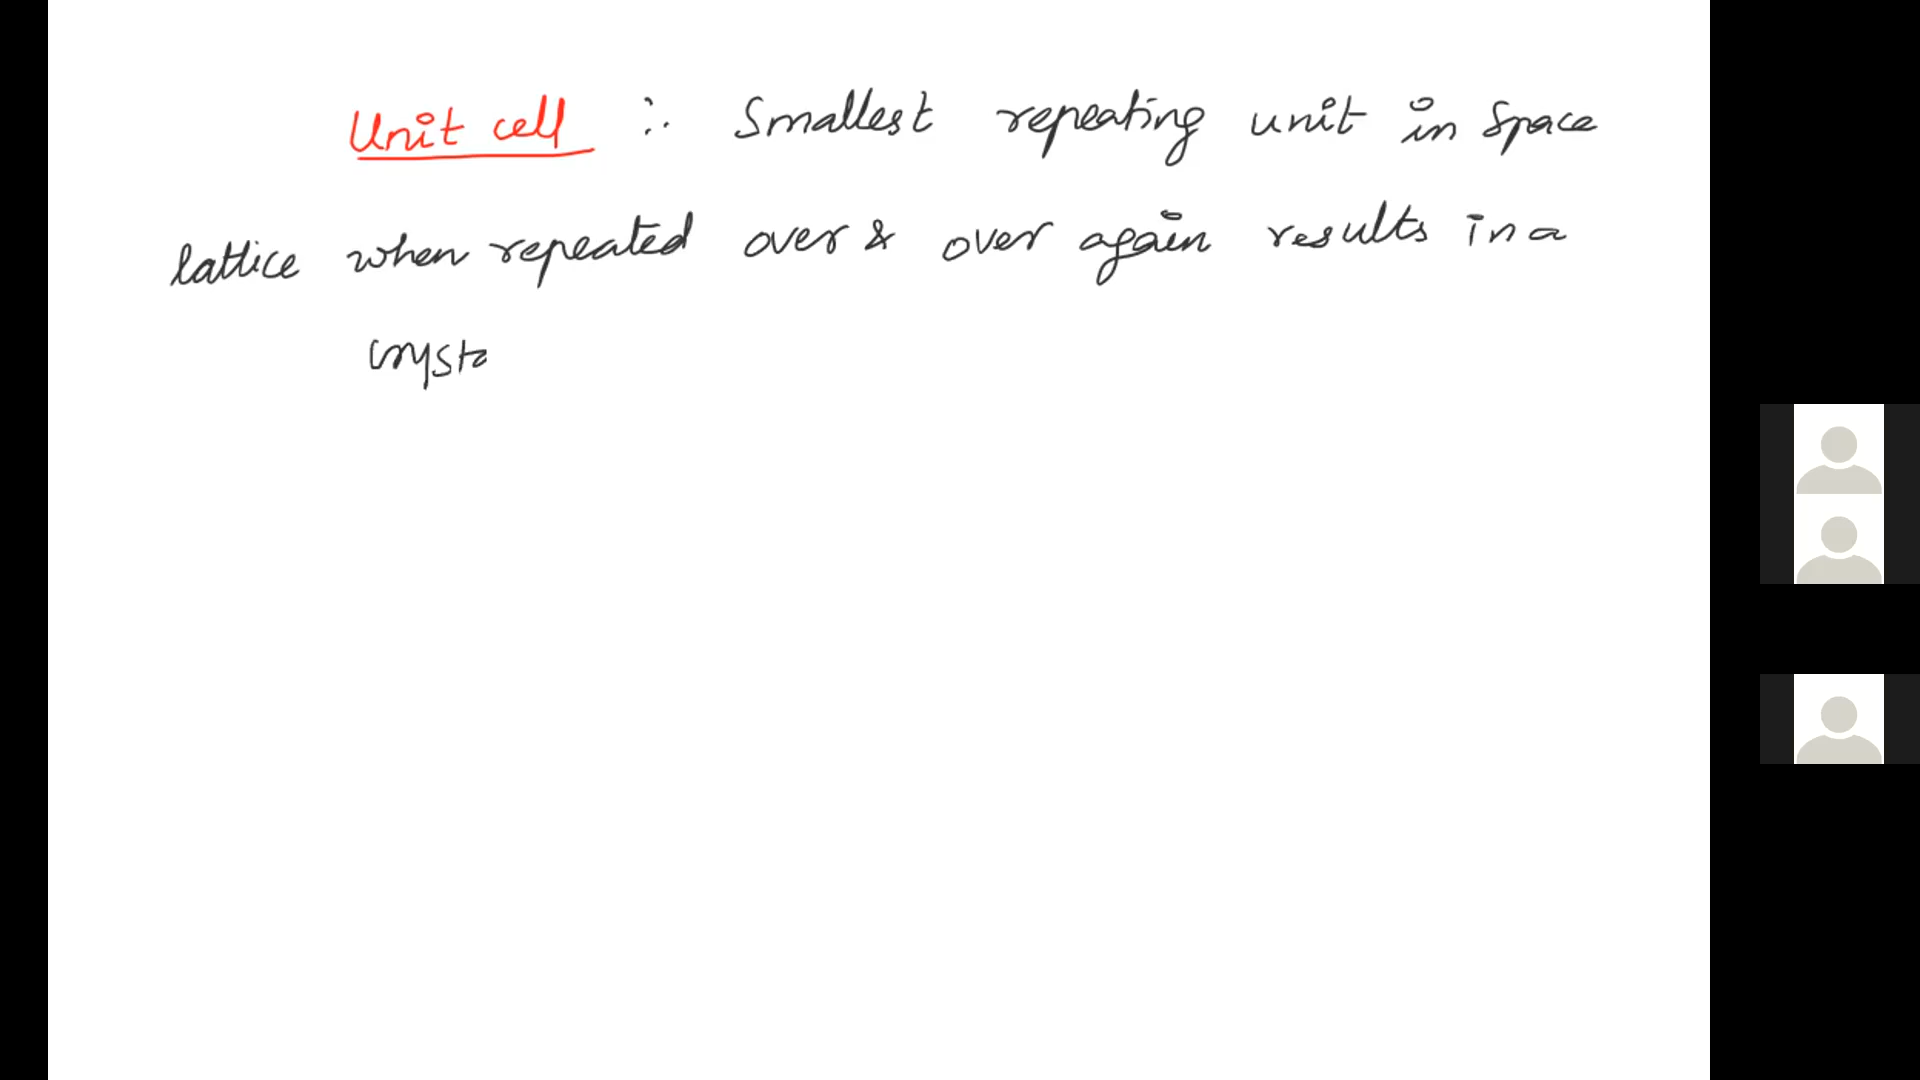 Unit cell :- Smallest repeating unit in space
lattice when repeated over & over again results in a
crysta